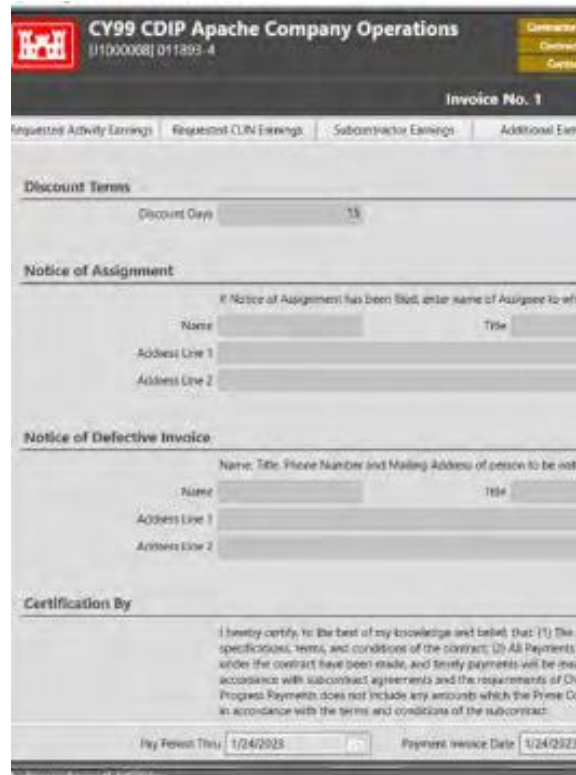 CY99 CDIP Apache Company Operations
011893-4
Invoice No. 1
Requested Activity Earnings Requested CLIN Earnings Subcontractor Earnings Additional
Discount Terms
Discount Days 15
Notice of Assignment
If Notice of Assignment has been filed, enter name of Assignee to
Name Title
Address Line 1
Address Line 2
Notice of Defective Invoice
Name, Title, Phone Number and Mailing Address of person to be
Name Title
Address Line 1
Address Line 2
Certification By
I hereby certify, to the best of my knowledge and belief, that: (1) The
specifications, terms, and conditions of the contract; (2) All Payments
under the contract have been made, and timely payments will be
accordance with subcontract agreements and the requirements of
Progress Payments does not include any amounts which the Prime
in accordance with the terms and conditions of the subcontract.
Pay Period Thru 1/24/2023 Payment Invoice Date 1/24/2023